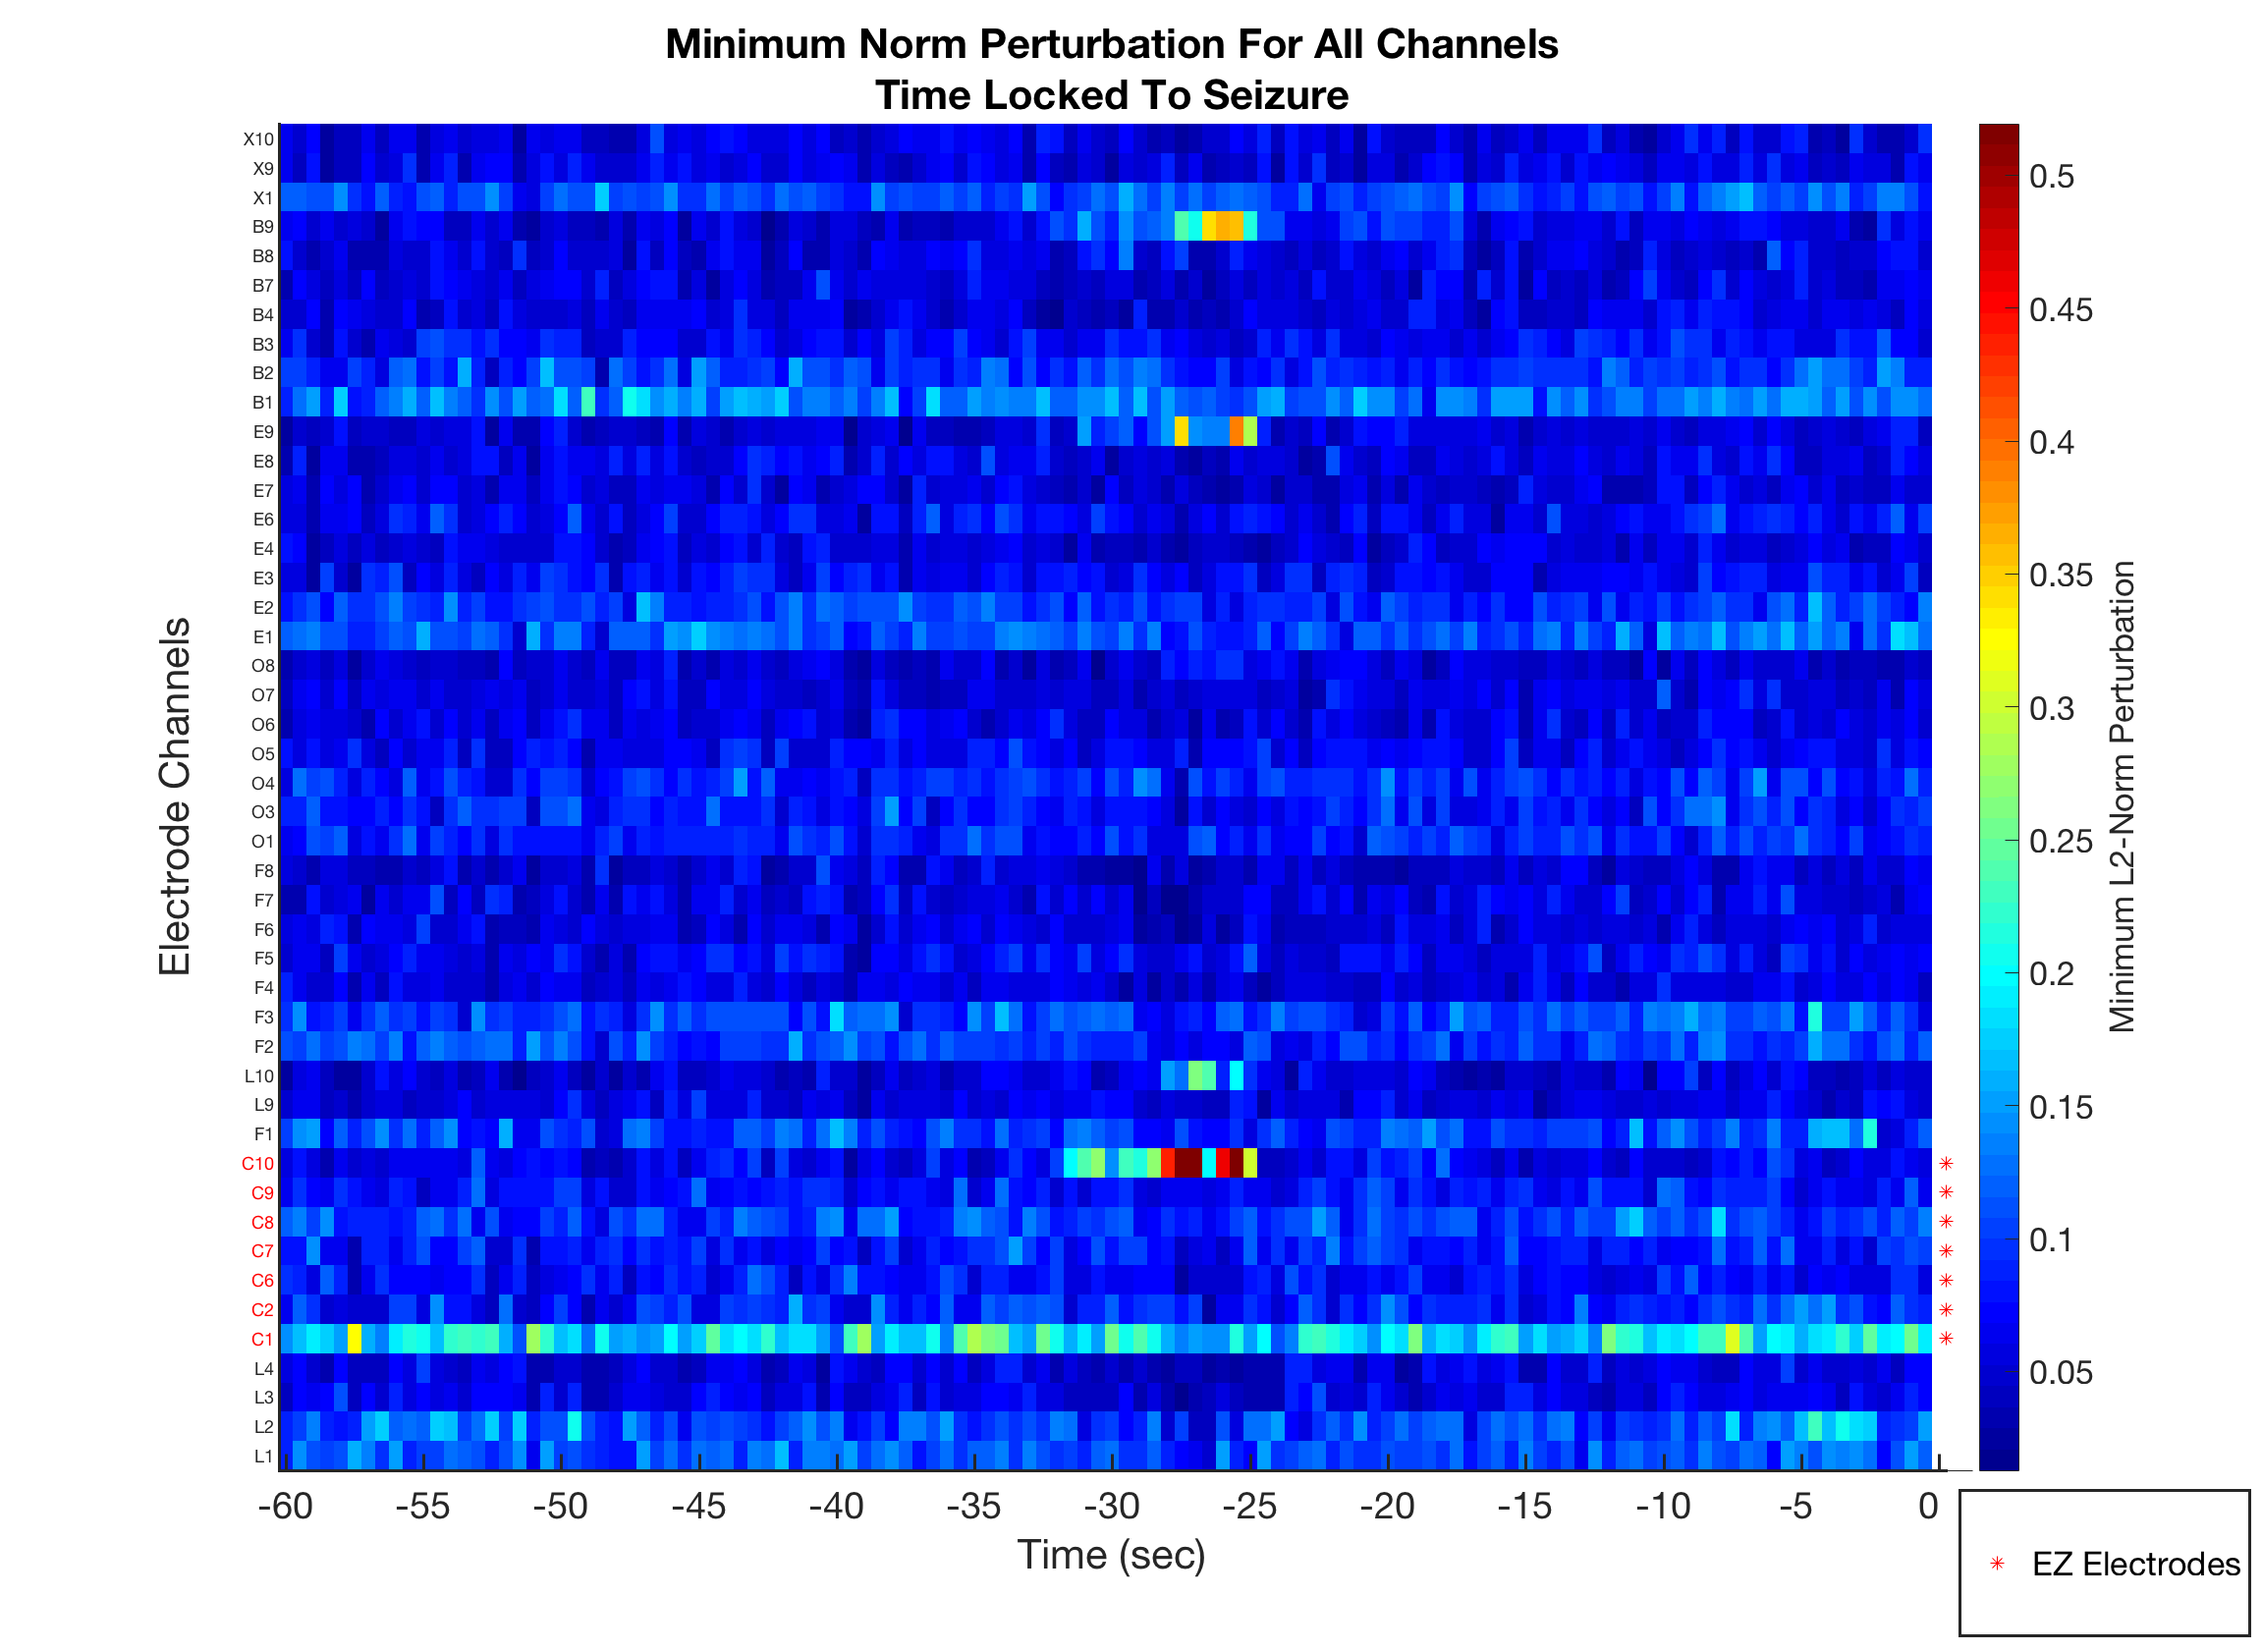 Minimum Norm Perturbation For All Channels
Time Locked To Seizure
Electrode Channels
X10
X9
X1
B9
B8
B7
B4
B3
B2
B1
E9
E8
E7
E6
E4
E3
E2
E1
O8
O7
O6
O5
O4
O3
O1
F8
F7
F6
F5
F4
F3
F2
L10
L9
F1
C10
C9
C8
C7
C6
C2
C1
L4
L3
L2
L1
-60 -55 -50 -45 -40 -35 -30 -25 -20 -15 -10 -5 0
Time (sec)
0.5
0.45
0.4
0.35
0.3
0.25
0.2
0.15
0.1
0.05
Minimum L2-Norm Perturbation
EZ Electrodes